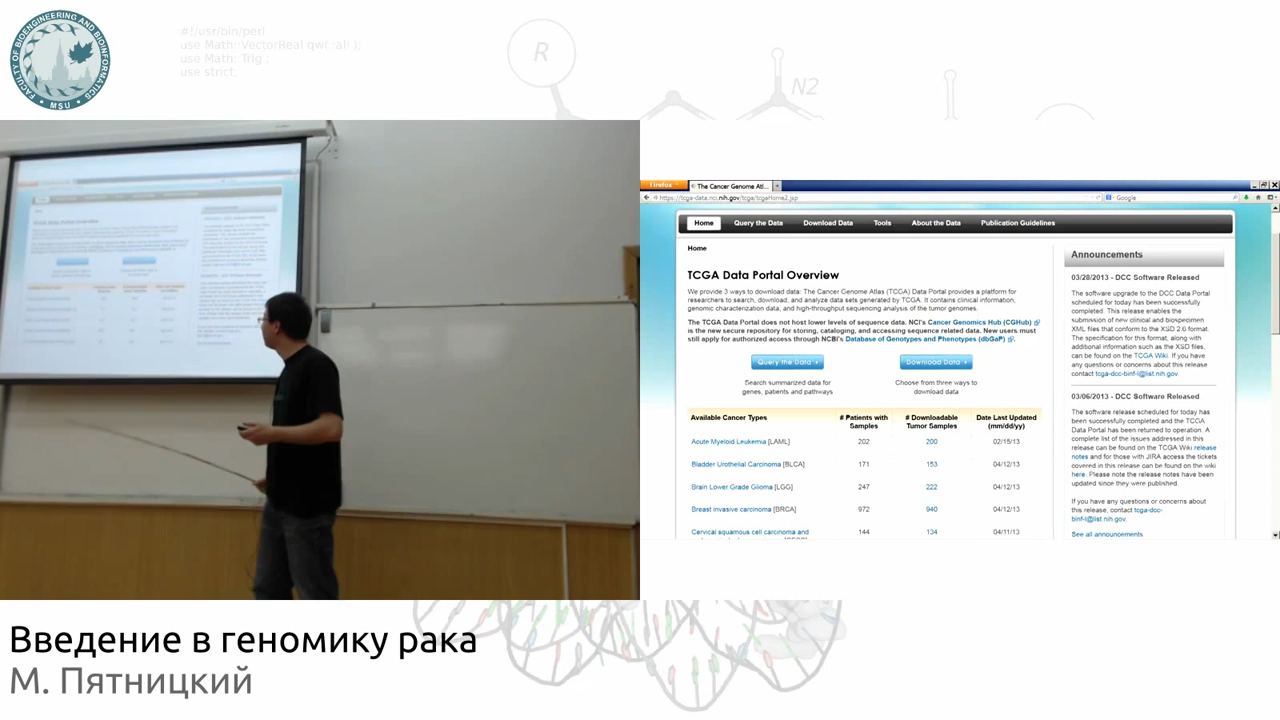 FACULTY OF BIOENGINEERING AND BIOINFORMATICS
• MSU •
#!/usr/bin/perl
use Math::VectorReal qw( :all );
use Math::Trig ;
use strict;
R
N2
Firefox
The Cancer Genome Atl...
https://tcga-data.nci.nih.gov/tcga/tcgaHome2.jsp
Google
Home
Query the Data
Download Data
Tools
About the Data
Publication Guidelines
Home
TCGA Data Portal Overview
We provide 3 ways to download data: The Cancer Genome Atlas (TCGA) Data Portal provides a platform for
researchers to search, download, and analyze data sets generated by TCGA. It contains clinical information,
genomic characterization data, and high-throughput sequencing analysis of the tumor genomes.
The TCGA Data Portal does not host lower levels of sequence data. NCI's Cancer Genomics Hub (CGHub)
is the new secure repository for storing, cataloging, and accessing sequence related data. New users must
still apply for authorized access through NCBI's Database of Genotypes and Phenotypes (dbGaP) .
Query the Data
Download Data
Search summarized data for
genes, patients and pathways
Choose from three ways to
download data
Available Cancer Types # Patients with Samples # Downloadable Tumor Samples Date Last Updated (mm/dd/yy)
Acute Myeloid Leukemia [LAML] 202 200 02/15/13
Bladder Urothelial Carcinoma [BLCA] 171 153 04/12/13
Brain Lower Grade Glioma [LGG] 247 222 04/12/13
Breast invasive carcinoma [BRCA] 972 940 04/12/13
Cervical squamous cell carcinoma and 144 134 04/11/13
Announcements
03/28/2013 - DCC Software Released
The software upgrade to the DCC Data Portal
scheduled for today has been successfully
completed. This release enables the
submission of new clinical and biospecimen
XML files that conform to the XSD 2.6 format.
The specification for this format, along with
additional information such as the XSD files,
can be found on the TCGA Wiki. If you have
any questions or concerns about this release
contact tcga-dcc-binf-l@list.nih.gov.
03/06/2013 - DCC Software Released
The software release scheduled for today has
been successfully completed and the TCGA
Data Portal has been returned to operation. A
complete list of the issues addressed in this
release can be found on the TCGA Wiki release
notes and for those with JIRA access the tickets
covered in this release can be found on the wiki
here. Please note the release notes have been
updated since they were published.
If you have any questions or concerns about
this release, contact tcga-dcc-
binf-l@list.nih.gov.
See all announcements
Введение в геномику рака
М. Пятницкий